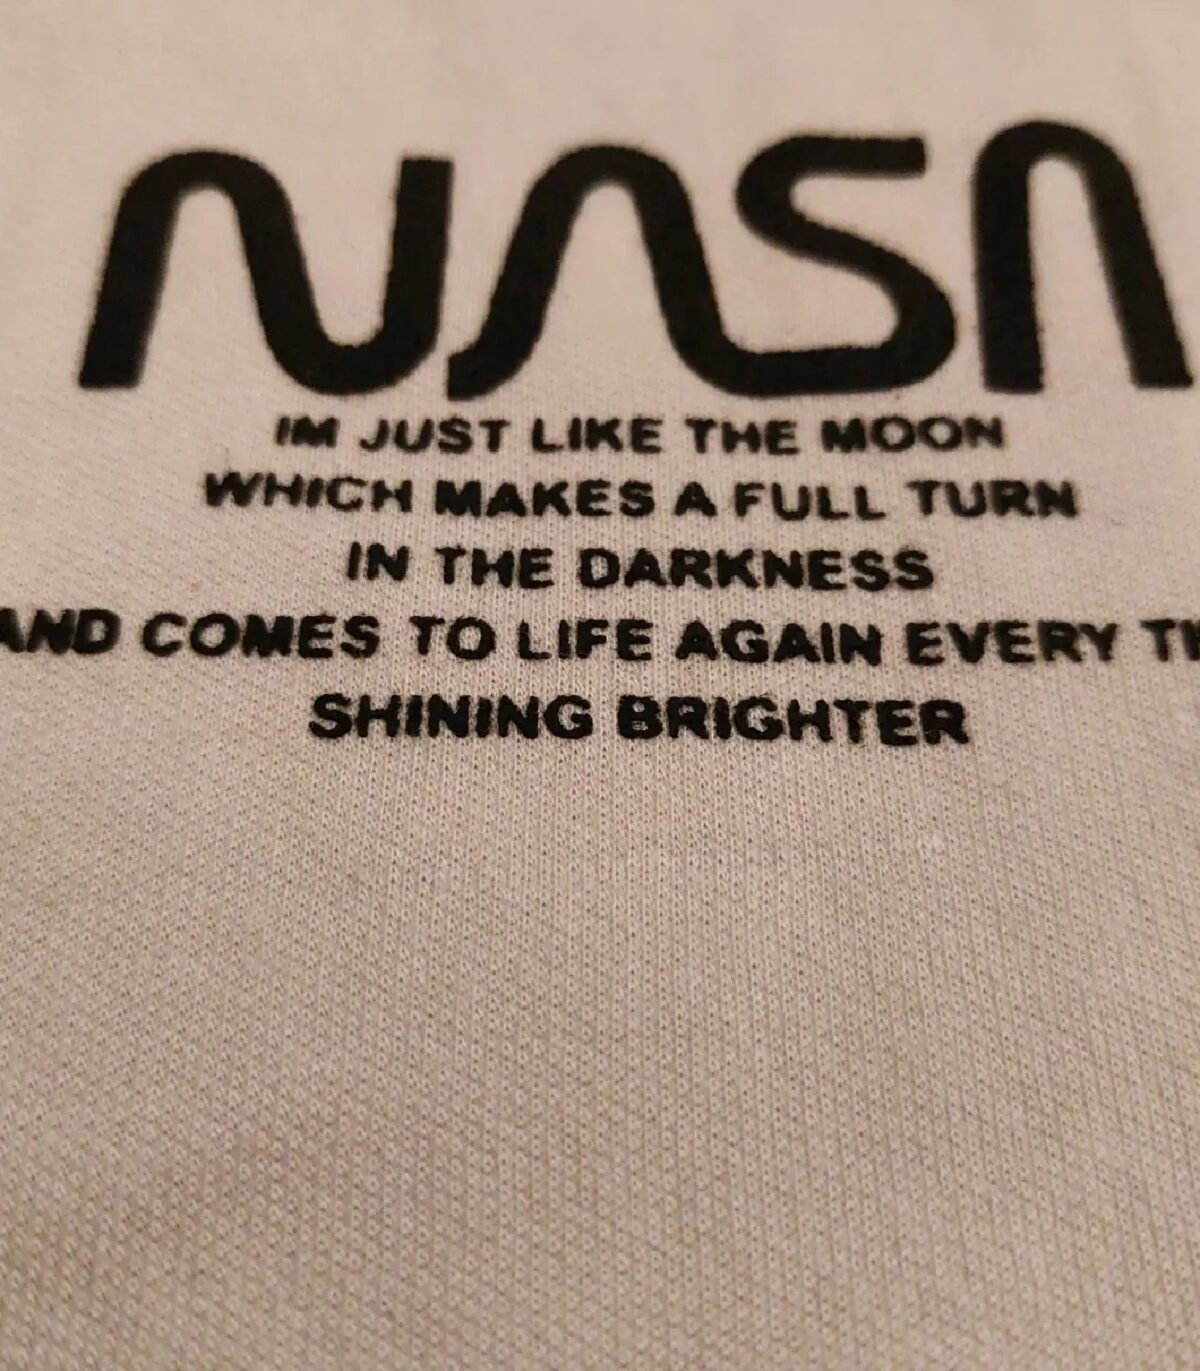 NASA
IM JUST LIKE THE MOON
WHICH MAKES A FULL TURN
IN THE DARKNESS
AND COMES TO LIFE AGAIN EVERY
SHINING BRIGHTER